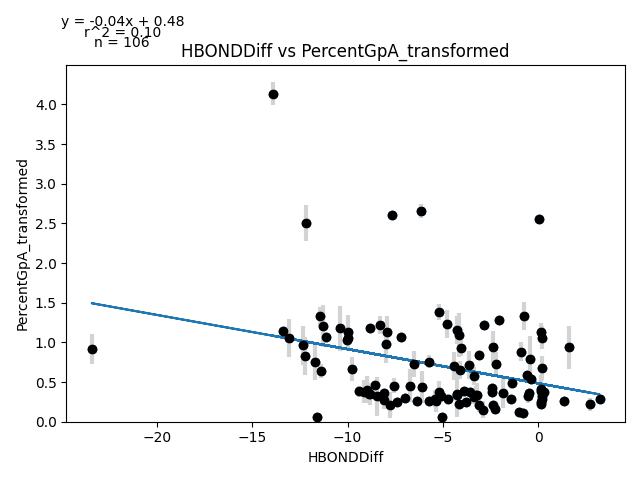 y = -0.04x + 0.48
r^2 = 0.10
n = 106
HBONDDiff vs PercentGpA_transformed
PercentGpA_transformed
4.0
3.5
3.0
2.5
2.0
1.5
1.0
0.5
0.0
−20
−15
−10
−5
0
HBONDDiff